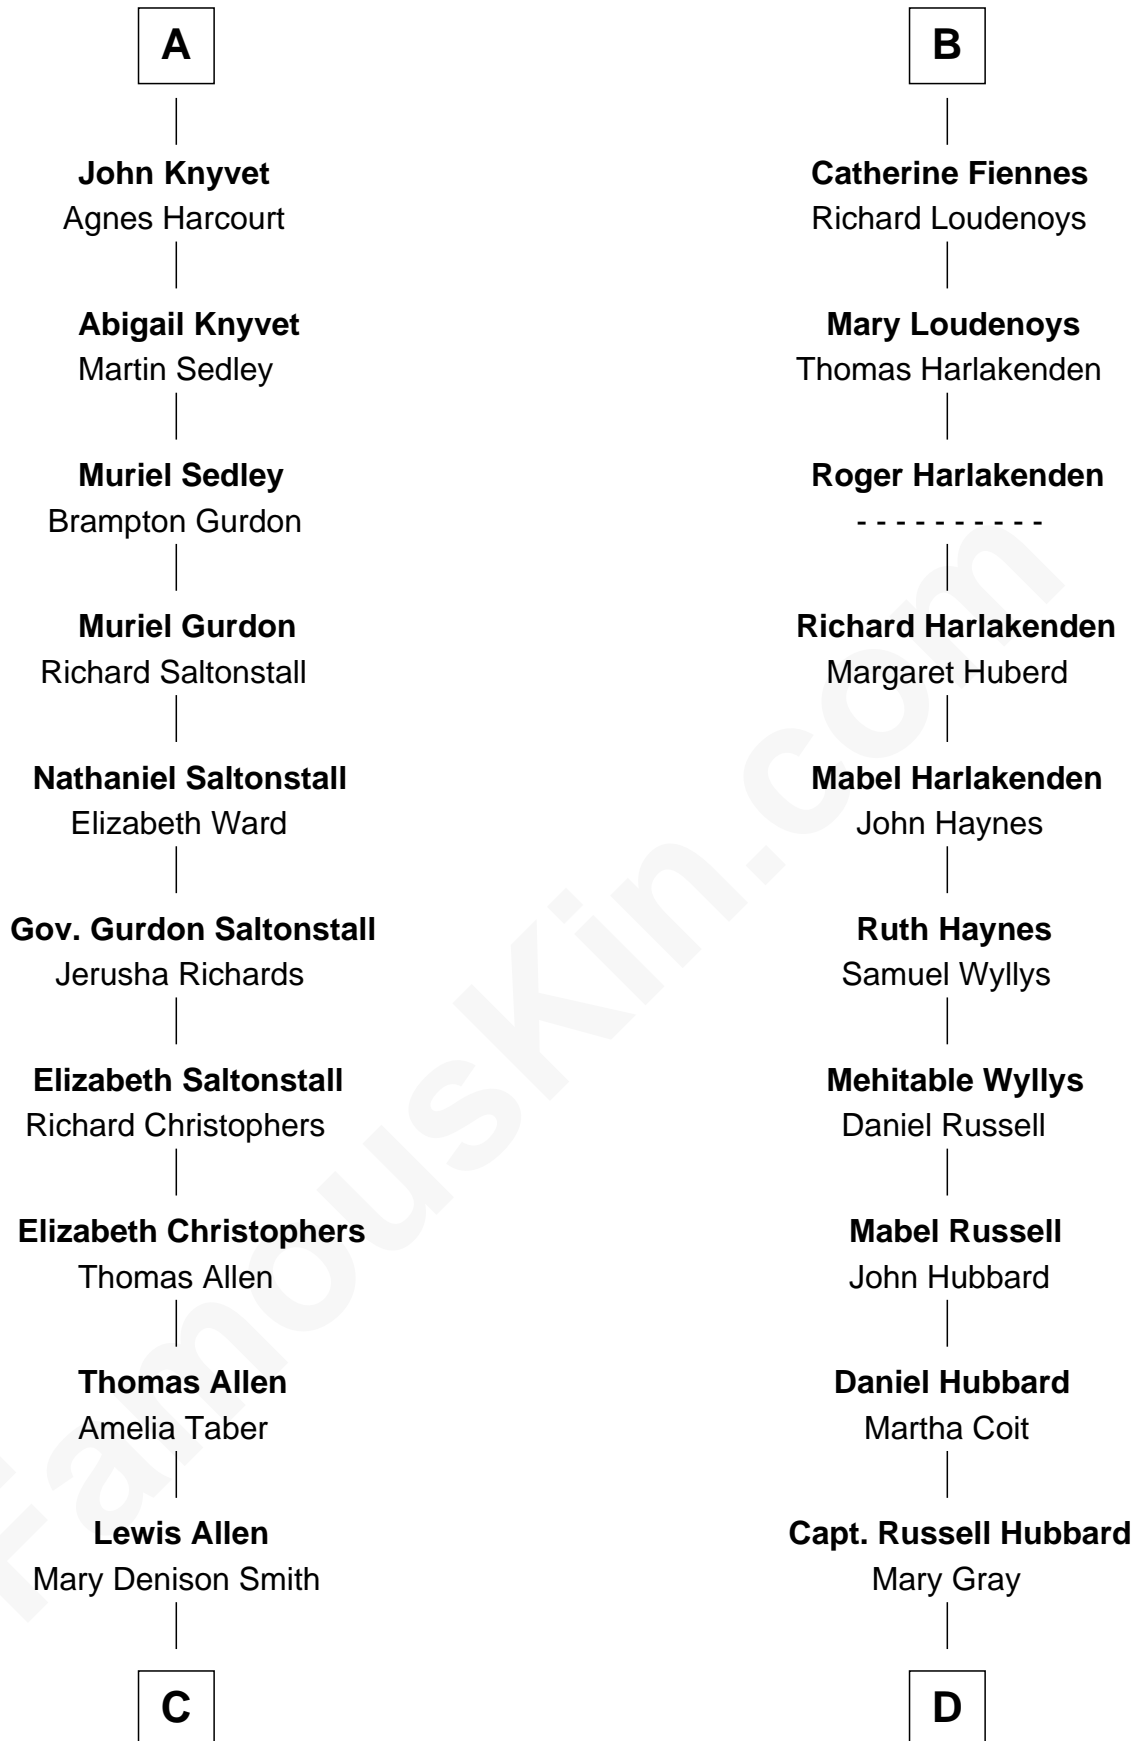 A
John Knyvet
Agnes Harcourt
Abigail Knyvet
Martin Sedley
Muriel Sedley
Brampton Gurdon
Muriel Gurdon
Richard Saltonstall
Nathaniel Saltonstall
Elizabeth Ward
Gov. Gurdon Saltonstall
Jerusha Richards
Elizabeth Saltonstall
Richard Christophers
Elizabeth Christophers
Thomas Allen
Thomas Allen
Amelia Taber
Lewis Allen
Mary Denison Smith
C
B
Catherine Fiennes
Richard Loudenoys
Mary Loudenoys
Thomas Harlakenden
Roger Harlakenden
- - - - - - - - - -
Richard Harlakenden
Margaret Huberd
Mabel Harlakenden
John Haynes
Ruth Haynes
Samuel Wyllys
Mehitable Wyllys
Daniel Russell
Mabel Russell
John Hubbard
Daniel Hubbard
Martha Coit
Capt. Russell Hubbard
Mary Gray
D
FamousKin.com